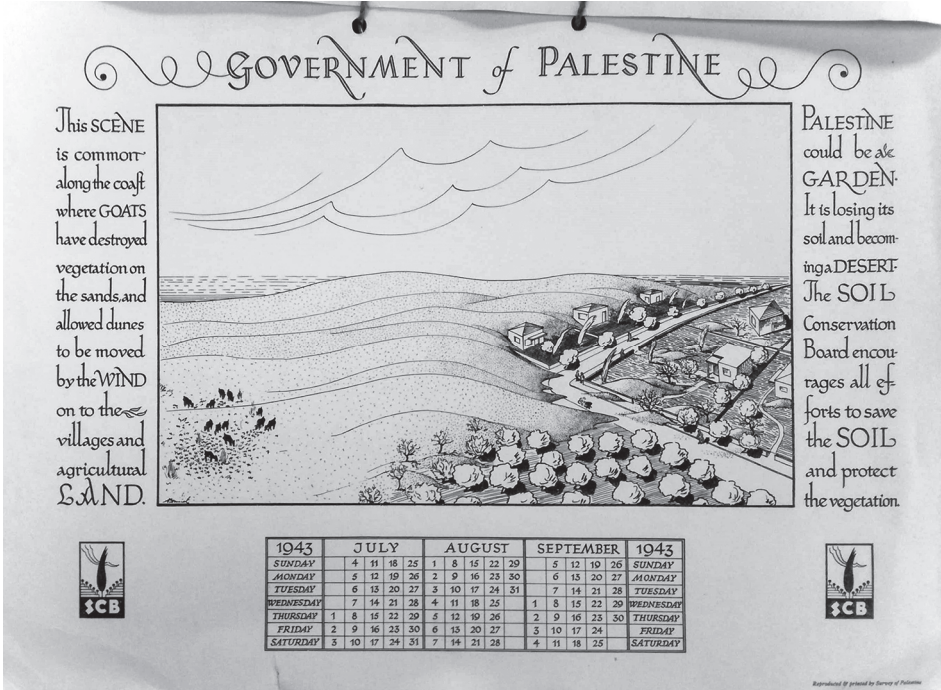 GOVERNMENT of PALESTINE
This SCENE
is common
along the coast
where GOATS
have destroyed
vegetation on
the sands, and
allowed dunes
to be moved
by the WIND
on to the
villages and
agricultural
LAND.
PALESTINE
could be a
GARDEN.
It is losing its
soil and becom-
ing a DESERT.
The SOIL
Conservation
Board encou-
rages all ef-
forts to save
the SOIL
and protect
the vegetation.
SCB
1943 JULY AUGUST SEPTEMBER 1943
SUNDAY 4 11 18 25 1 8 15 22 29 5 12 19 26 SUNDAY
MONDAY 5 12 19 26 2 9 16 23 30 6 13 20 27 MONDAY
TUESDAY 6 13 20 27 3 10 17 24 31 7 14 21 28 TUESDAY
WEDNESDAY 7 14 21 28 4 11 18 25 1 8 15 22 29 WEDNESDAY
THURSDAY 1 8 15 22 29 5 12 19 26 2 9 16 23 30 THURSDAY
FRIDAY 2 9 16 23 30 6 13 20 27 3 10 17 24 FRIDAY
SATURDAY 3 10 17 24 31 7 14 21 28 4 11 18 25 SATURDAY
SCB
Reproduced & printed by Survey of Palestine